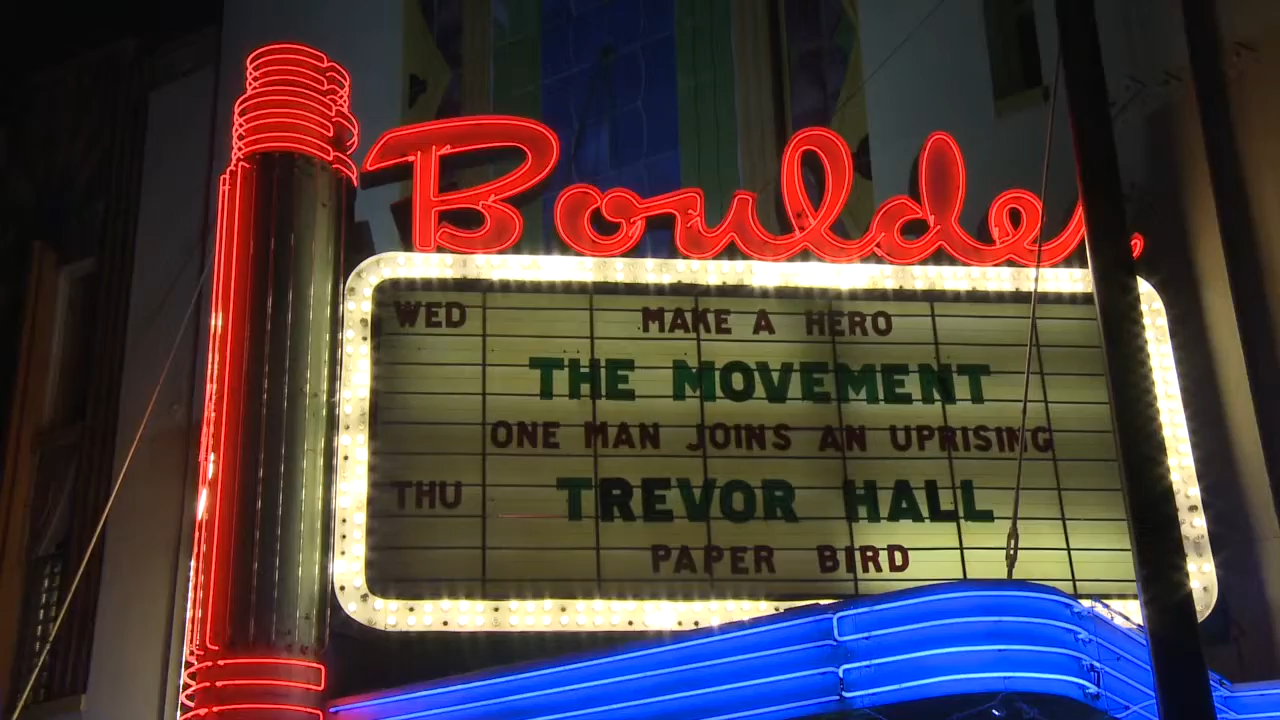 Boulder
WED MAKE A HERO
THE MOVEMENT
ONE MAN JOINS AN UPRISING
THU TREVOR HALL
PAPER BIRD